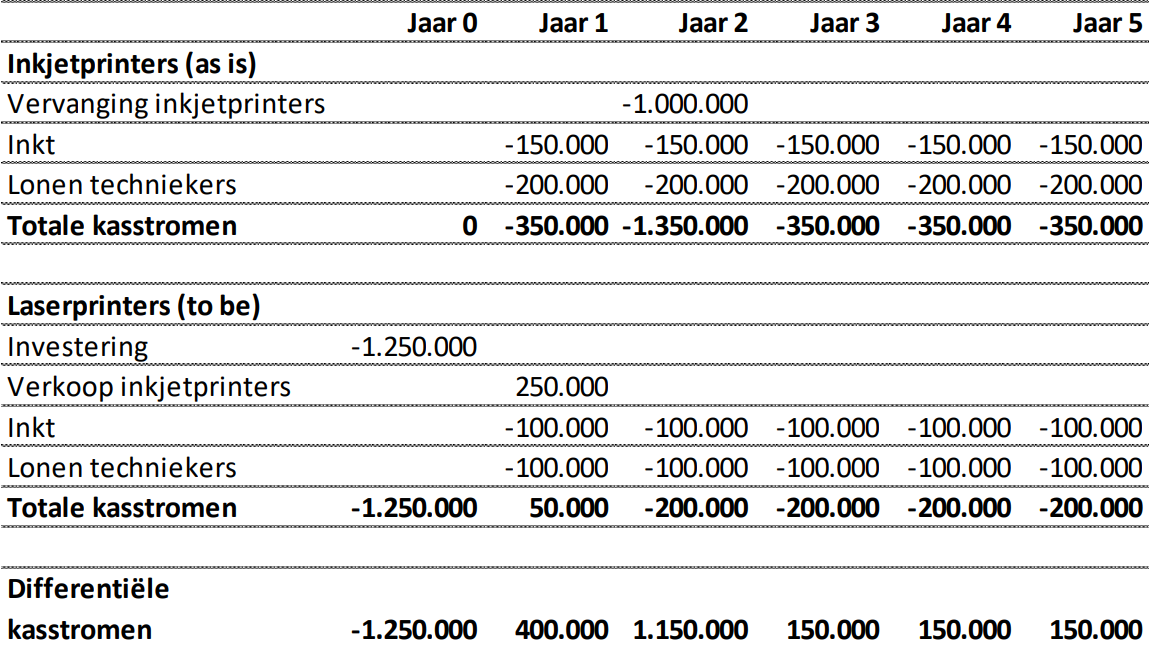 Jaar 0 Jaar 1 Jaar 2 Jaar 3 Jaar 4 Jaar 5
Inkjetprinters (as is)
Vervanging inkjetprinters -1.000.000
Inkt -150.000 -150.000 -150.000 -150.000 -150.000
Lonen techniekers -200.000 -200.000 -200.000 -200.000 -200.000
Totale kasstromen 0 -350.000 -1.350.000 -350.000 -350.000 -350.000
Laserprinters (to be)
Investering -1.250.000
Verkoop inkjetprinters 250.000
Inkt -100.000 -100.000 -100.000 -100.000 -100.000
Lonen techniekers -100.000 -100.000 -100.000 -100.000 -100.000
Totale kasstromen -1.250.000 50.000 -200.000 -200.000 -200.000 -200.000
Differentiële
kasstromen -1.250.000 400.000 1.150.000 150.000 150.000 150.000